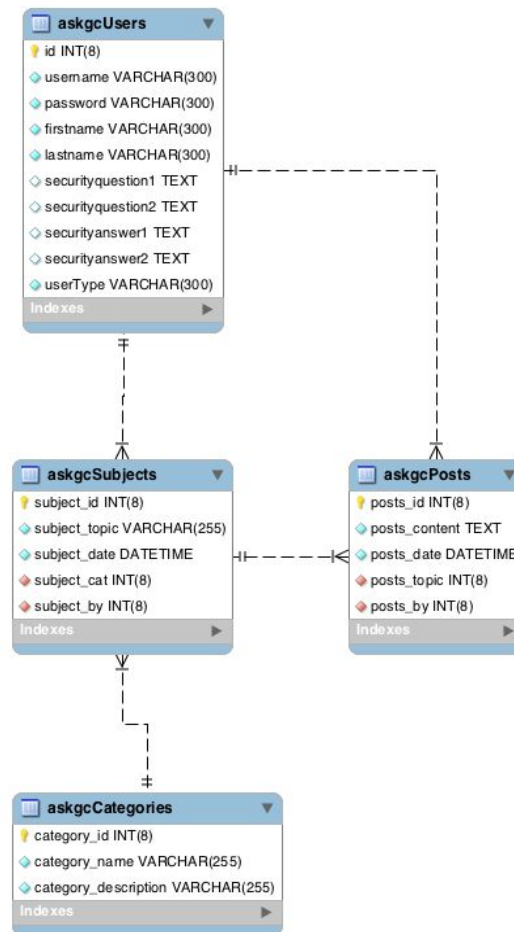 askgcUsers
id INT(8)
username VARCHAR(300)
password VARCHAR(300)
firstname VARCHAR(300)
lastname VARCHAR(300)
securityquestion1 TEXT
securityquestion2 TEXT
securityanswer1 TEXT
securityanswer2 TEXT
userType VARCHAR(300)
Indexes
askgcSubjects
subject_id INT(8)
subject_topic VARCHAR(255)
subject_date DATETIME
subject_cat INT(8)
subject_by INT(8)
Indexes
askgcPosts
posts_id INT(8)
posts_content TEXT
posts_date DATETIME
posts_topic INT(8)
posts_by INT(8)
Indexes
askgcCategories
category_id INT(8)
category_name VARCHAR(255)
category_description VARCHAR(255)
Indexes